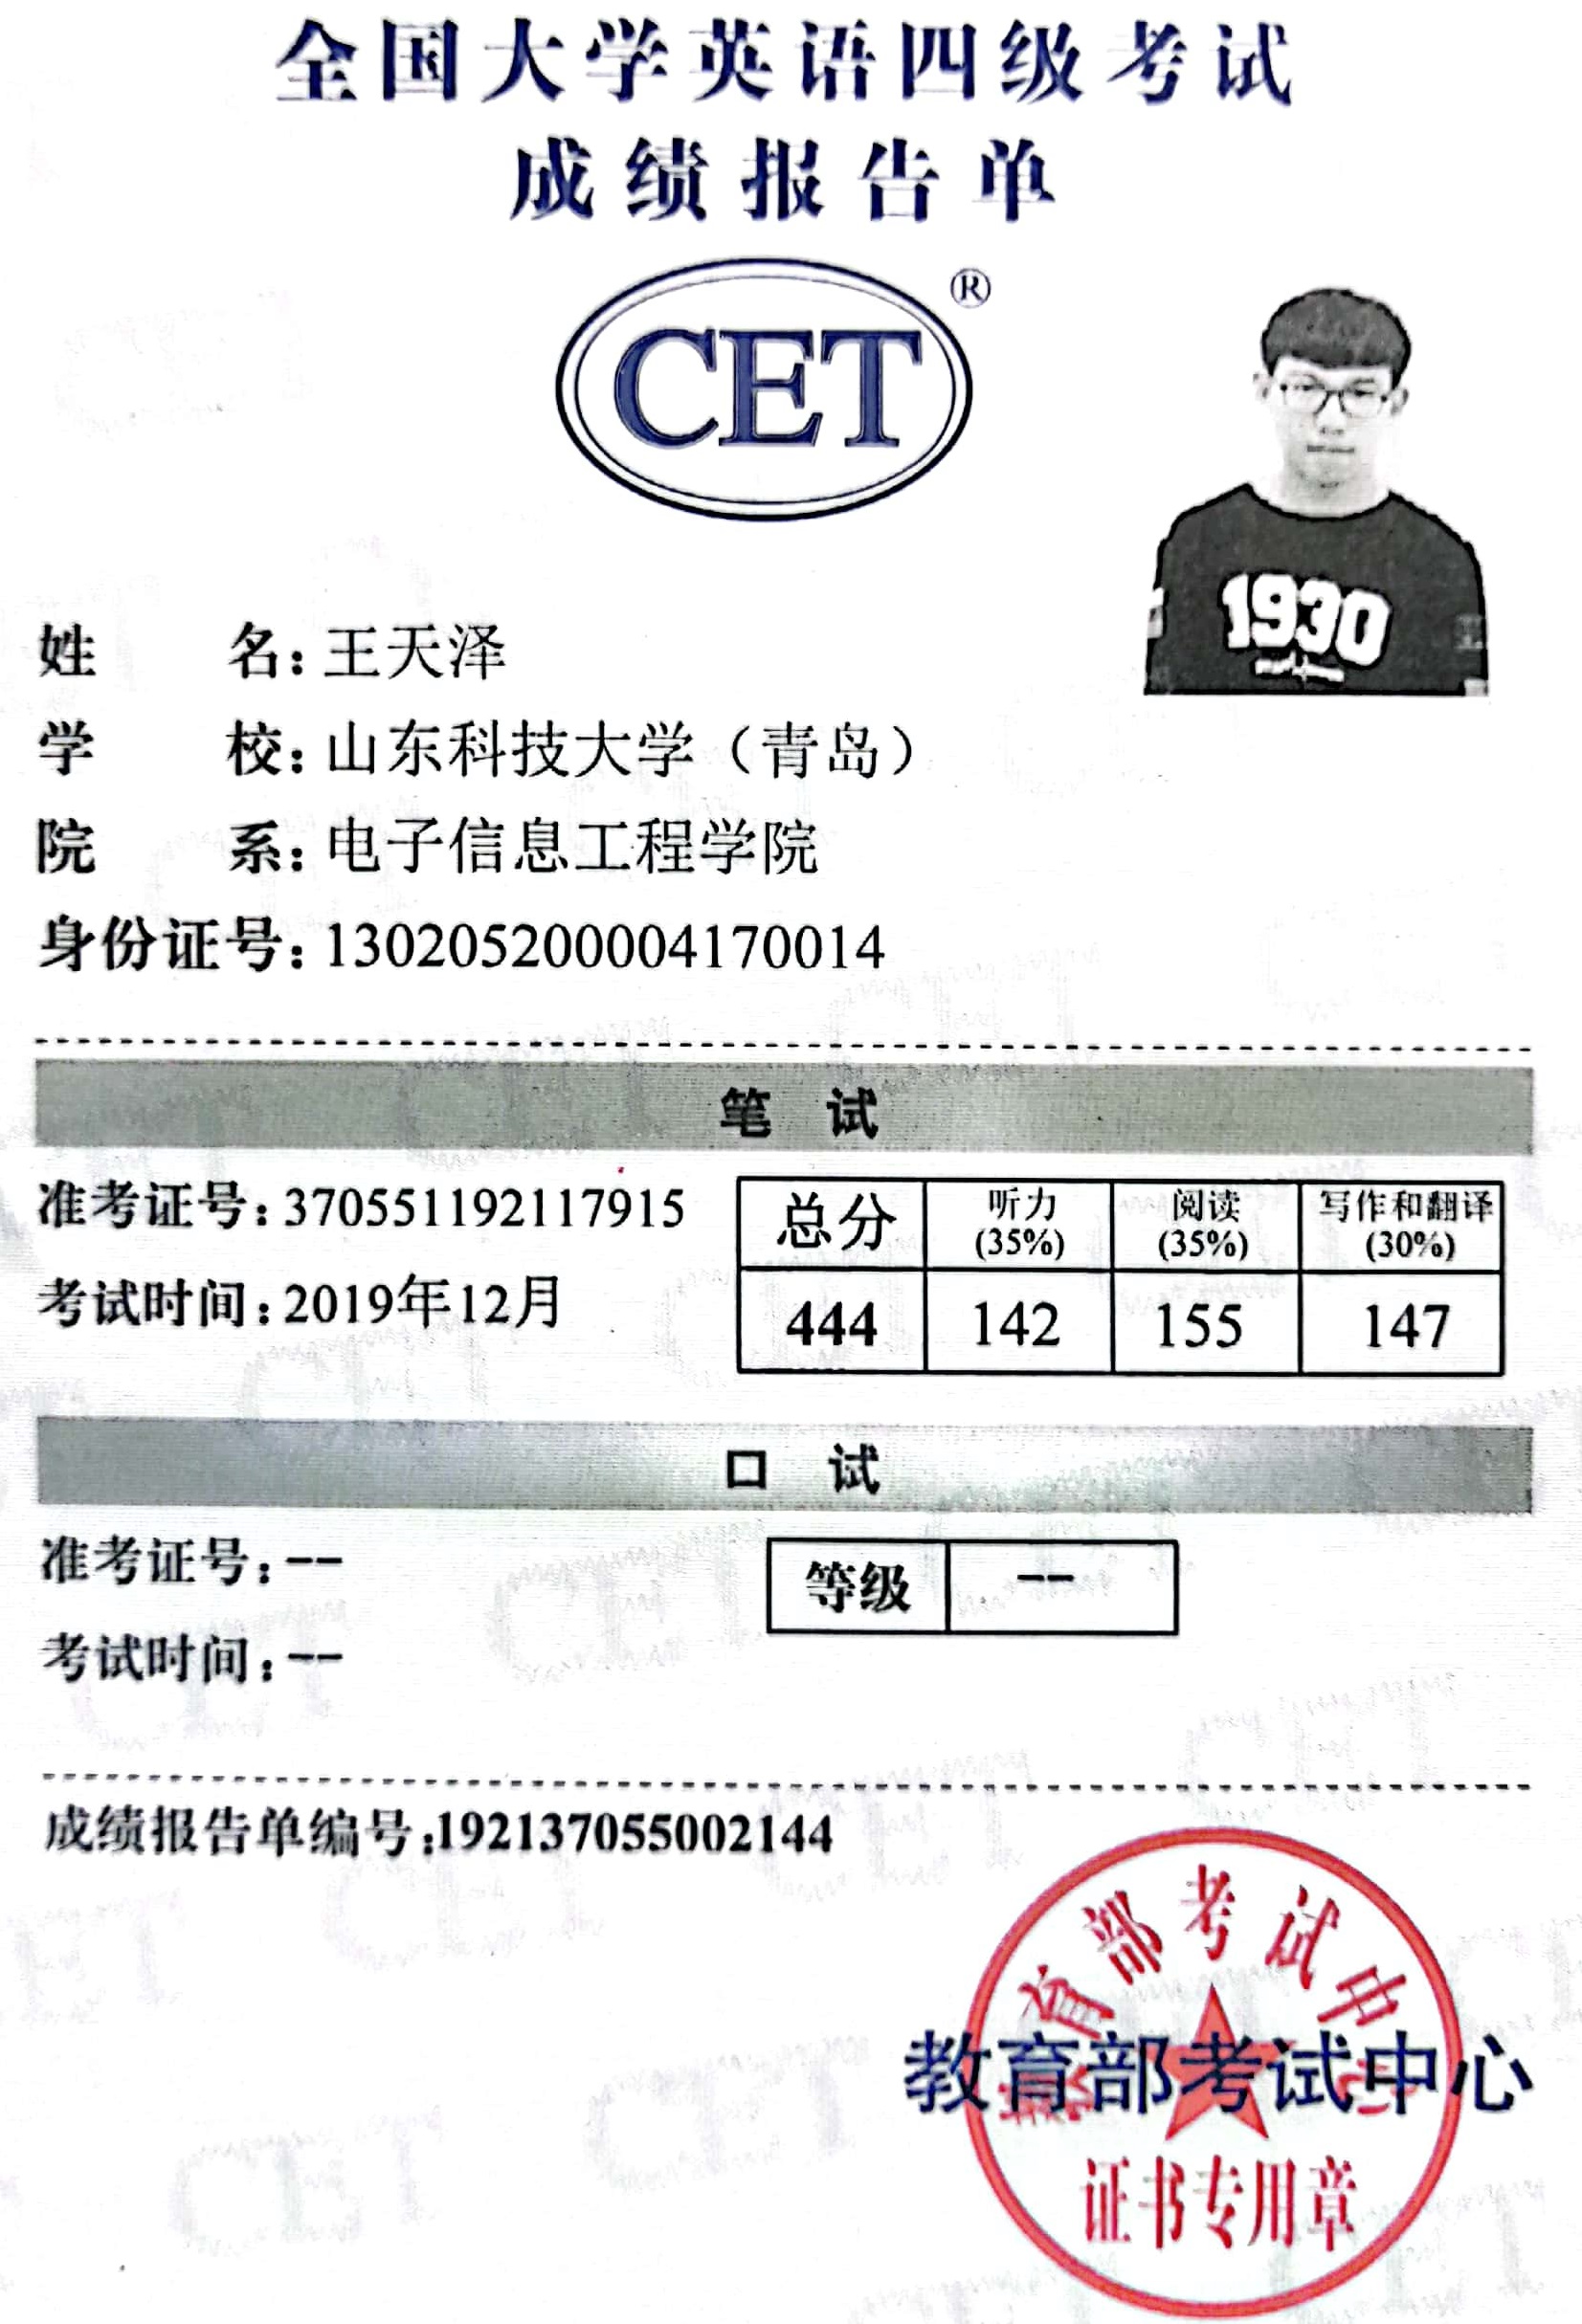 全国大学英语四级考试
成绩报告单
CET®
1930
姓名：王天泽
学校：山东科技大学（青岛）
院系：电子信息工程学院
身份证号：130205200004170014
笔试
准考证号：370551192117915
考试时间：2019年12月
总分 听力(35%) 阅读(35%) 写作和翻译(30%)
444 142 155 147
口试
准考证号：--
考试时间：--
等级 --
成绩报告单编号：192137055002144
教育部考试中心
教育部考试中心
证书专用章